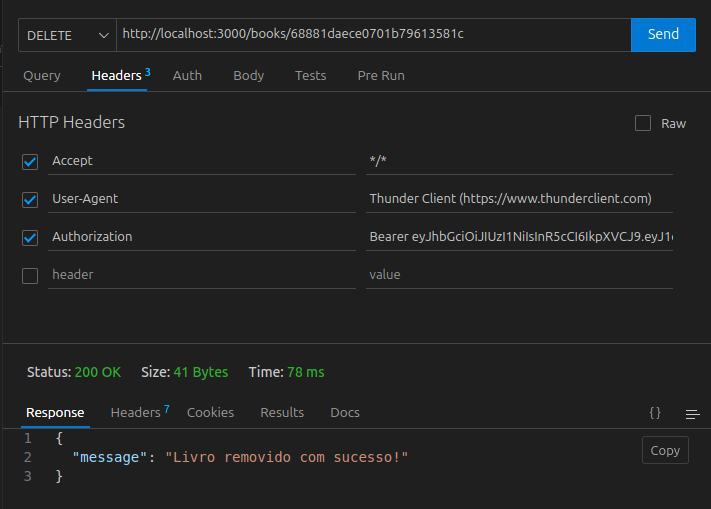 DELETE http://localhost:3000/books/68881daece0701b79613581c Send
Query Headers 3 Auth Body Tests Pre Run
HTTP Headers Raw
Accept */*
User-Agent Thunder Client (https://www.thunderclient.com)
Authorization Bearer eyJhbGciOiJIUzI1NiIsInR5cCI6IkpXVCJ9.eyJ1c
header value
Status: 200 OK Size: 41 Bytes Time: 78 ms
Response Headers 7 Cookies Results Docs {}
1 {
2 "message": "Livro removido com sucesso!"
3 }
Copy